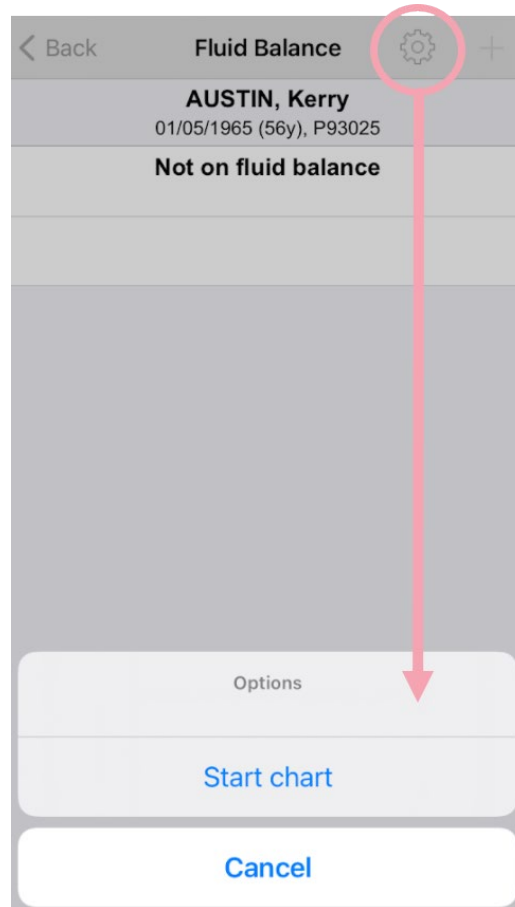 Back Fluid Balance
AUSTIN, Kerry
01/05/1965 (56y), P93025
Not on fluid balance
Options
Start chart
Cancel